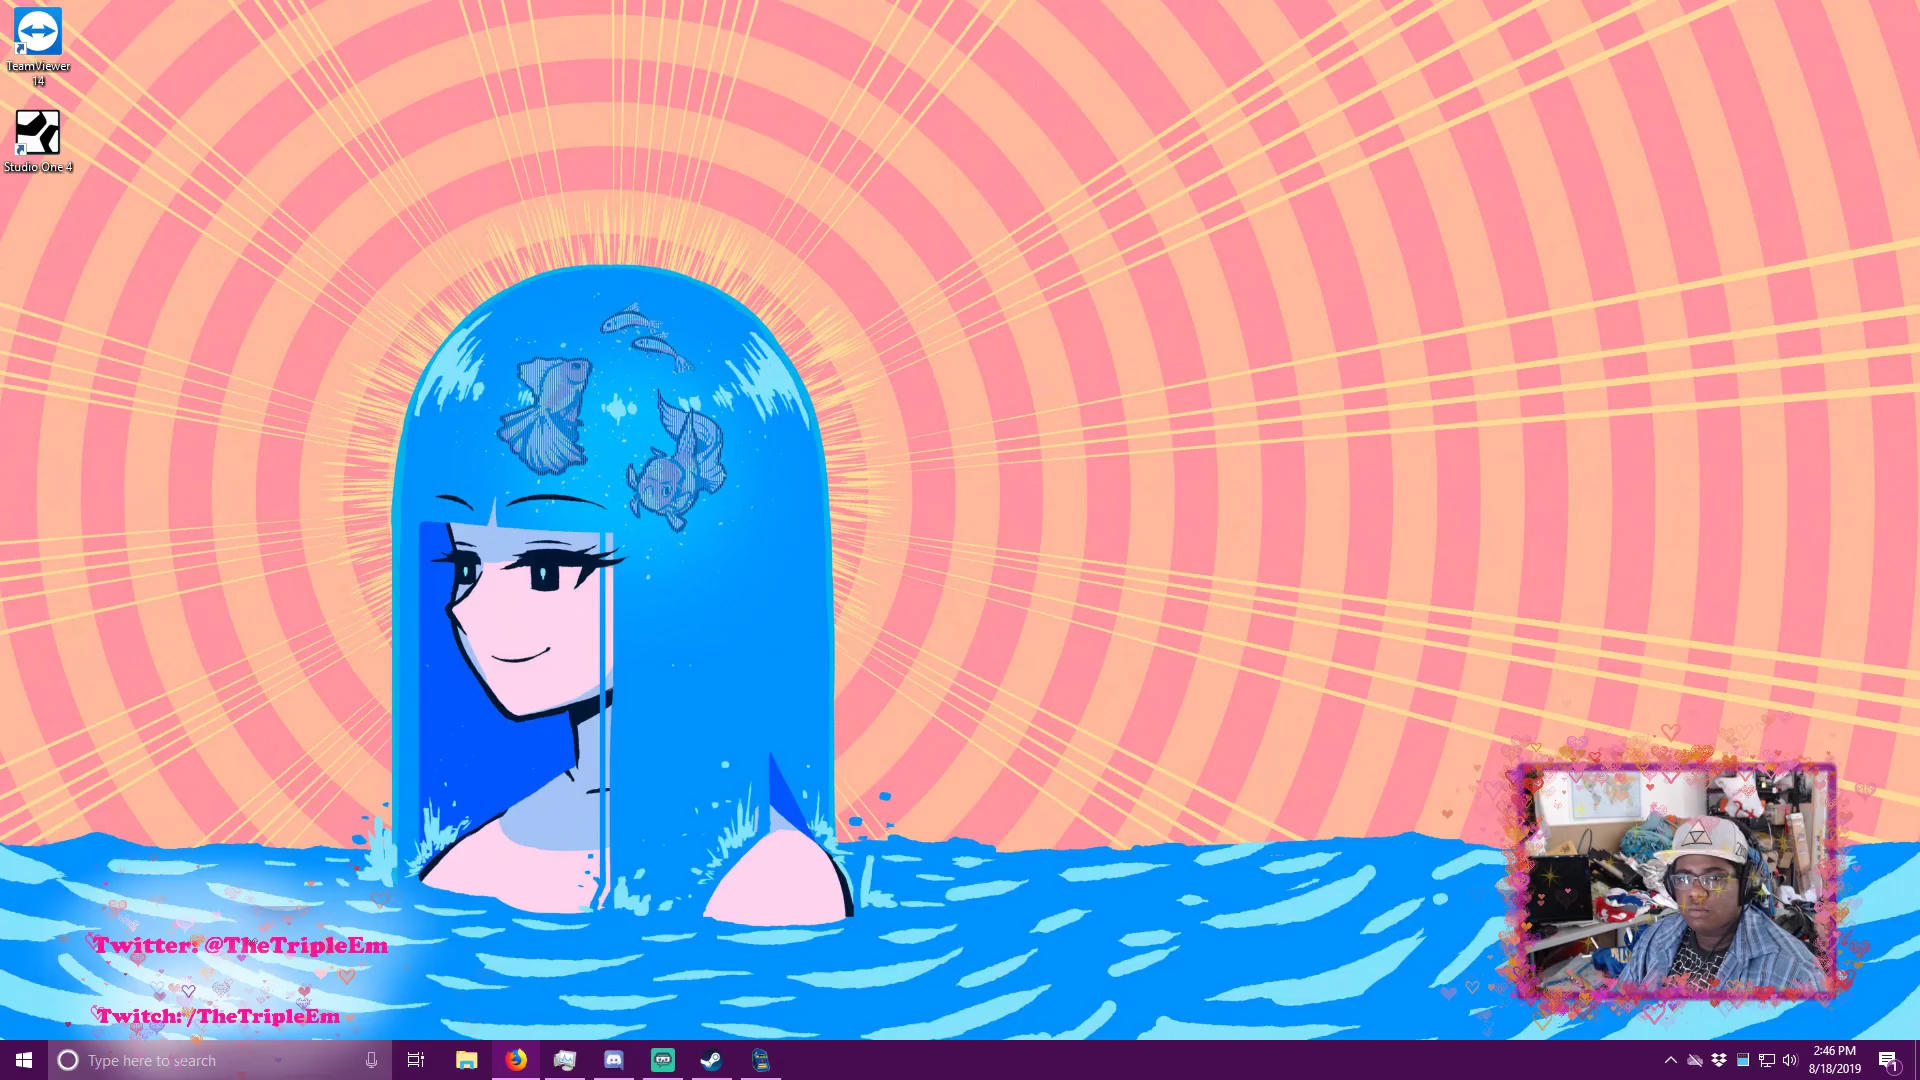 TeamViewer
14
Studio One 4
Twitter: @TheTripleEm
Twitch:/TheTripleEm
Type here to search
2:46 PM
8/18/2019
1